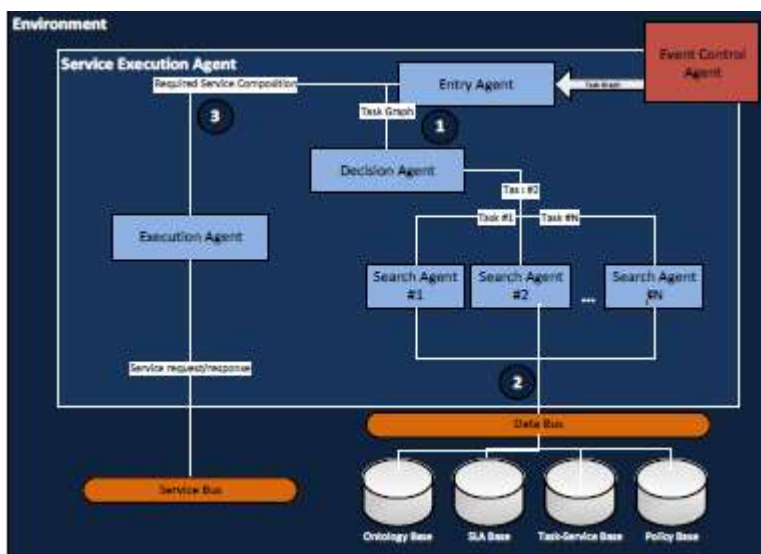 Environment
Service Execution Agent
Event Control
Agent
Required Service Composition
Entry Agent
Task Graph
3
Task Graph
1
Decision Agent
Task #2
Task #1
Task #N
Execution Agent
Search Agent
#1
Search Agent
#2
...
Search Agent
#N
Service request/response
2
Data Bus
Service Bus
Ontology Base
SLA Base
Task-Service Base
Policy Base